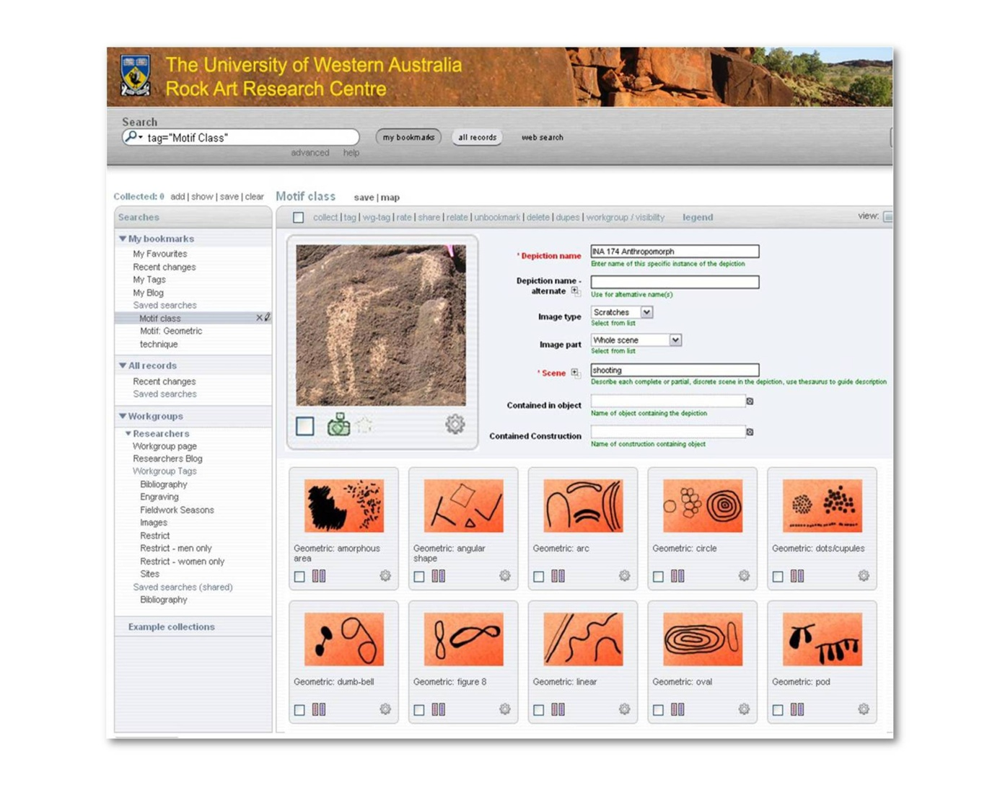 The University of Western Australia
Rock Art Research Centre
Search
tag="Motif Class"
my bookmarks
all records
web search
advanced help
Collected: 0 add | show | save | clear
Motif class save | map
Searches
collect | tag | wg-tag | rate | share | relate | unbookmark | delete | dupes | workgroup / visibility legend
view:
My bookmarks
My Favourites
Recent changes
My Tags
My Blog
Saved searches
Motif class
Motif: Geometric
technique
All records
Recent changes
Saved searches
Workgroups
Researchers
Workgroup page
Researchers Blog
Workgroup Tags
Bibliography
Engraving
Fieldwork Seasons
Images
Restrict
Restrict - men only
Restrict - women only
Sites
Saved searches (shared)
Bibliography
Example collections
* Depiction name INA 174 Anthropomorph
Enter name of this specific instance of the depiction
Depiction name -
alternate
Use for alternative name(s)
Image type Scratches
Select from list
Image part Whole scene
Select from list
* Scene shooting
Describe each complete or partial, discrete scene in the depiction, use thesaurus to guide description
Contained in object
Name of object containing the depiction
Contained Construction
Name of construction containing object
Geometric: amorphous
area
Geometric: angular
shape
Geometric: arc
Geometric: circle
Geometric: dots/cupules
Geometric: dumb-bell
Geometric: figure 8
Geometric: linear
Geometric: oval
Geometric: pod